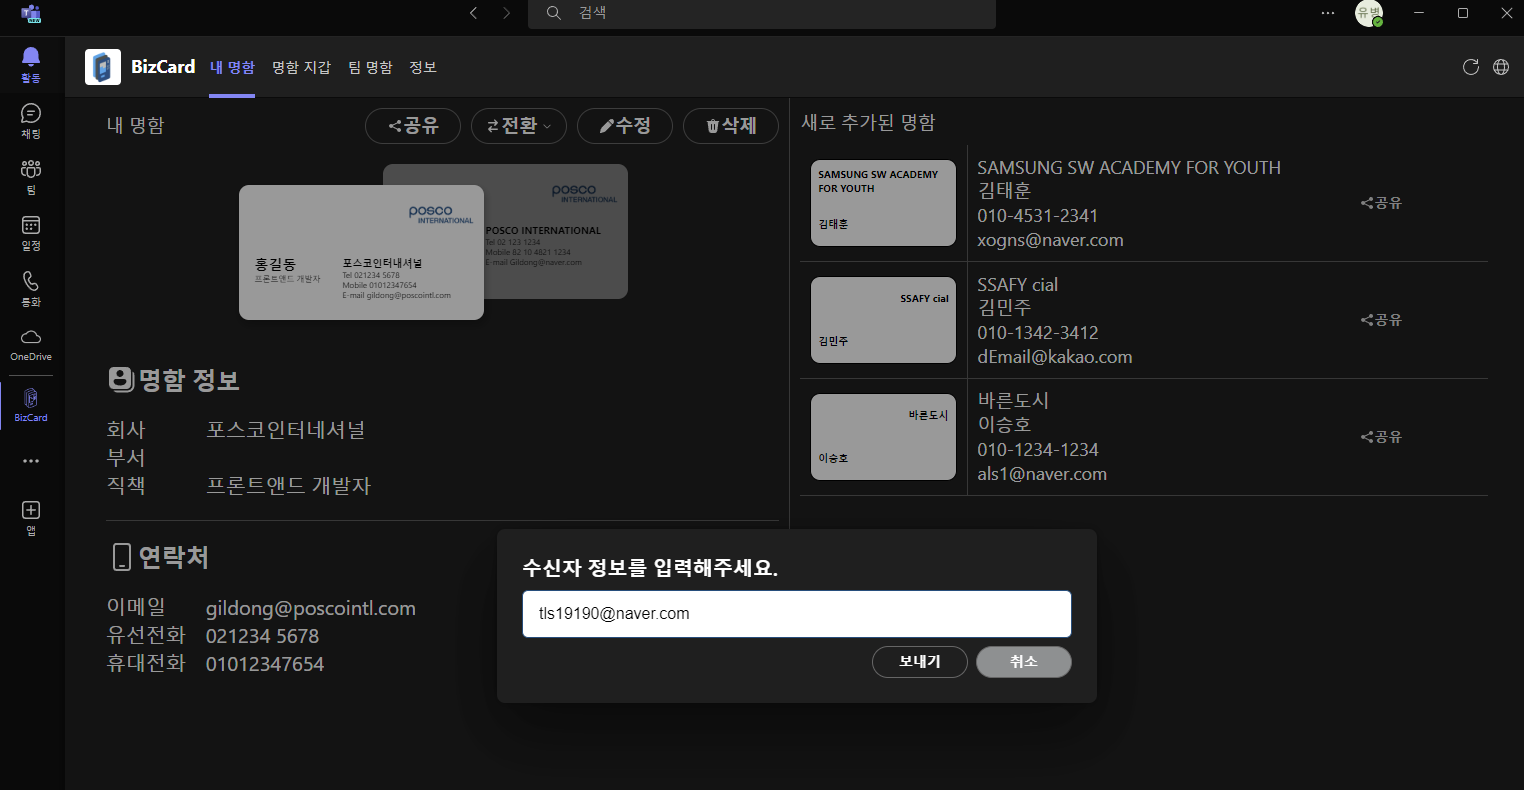 검색
유병
활동
채팅
팀
일정
통화
OneDrive
BizCard
앱
BizCard
내 명함
명함 지갑
팀 명함
정보
내 명함
공유
전환
수정
삭제
posco
INTERNATIONAL
POSCO INTERNATIONAL
Tel 02 123 1234
Mobile 82 10 4821 1234
E-mail Gildong@naver.com
posco
INTERNATIONAL
홍길동
프론트앤드 개발자
포스코인터내셔널
Tel 021234 5678
Mobile 01012347654
E-mail gildong@poscointl.com
명함 정보
회사 포스코인터네셔널
부서
직책 프론트앤드 개발자
연락처
이메일 gildong@poscointl.com
유선전화 021234 5678
휴대전화 01012347654
새로 추가된 명함
SAMSUNG SW ACADEMY
FOR YOUTH
김태훈
SAMSUNG SW ACADEMY FOR YOUTH
김태훈
010-4531-2341
xogns@naver.com
공유
SSAFY cial
김민주
SSAFY cial
김민주
010-1342-3412
dEmail@kakao.com
공유
바른도시
이승호
바른도시
이승호
010-1234-1234
als1@naver.com
공유
수신자 정보를 입력해주세요.
tls19190@naver.com
보내기
취소